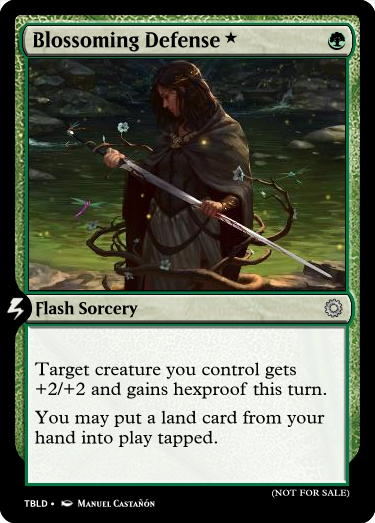 Blossoming Defense ★
Flash Sorcery
Target creature you control gets
+2/+2 and gains hexproof this turn.
You may put a land card from your
hand into play tapped.
TBLD • Manuel Castañón
(NOT FOR SALE)